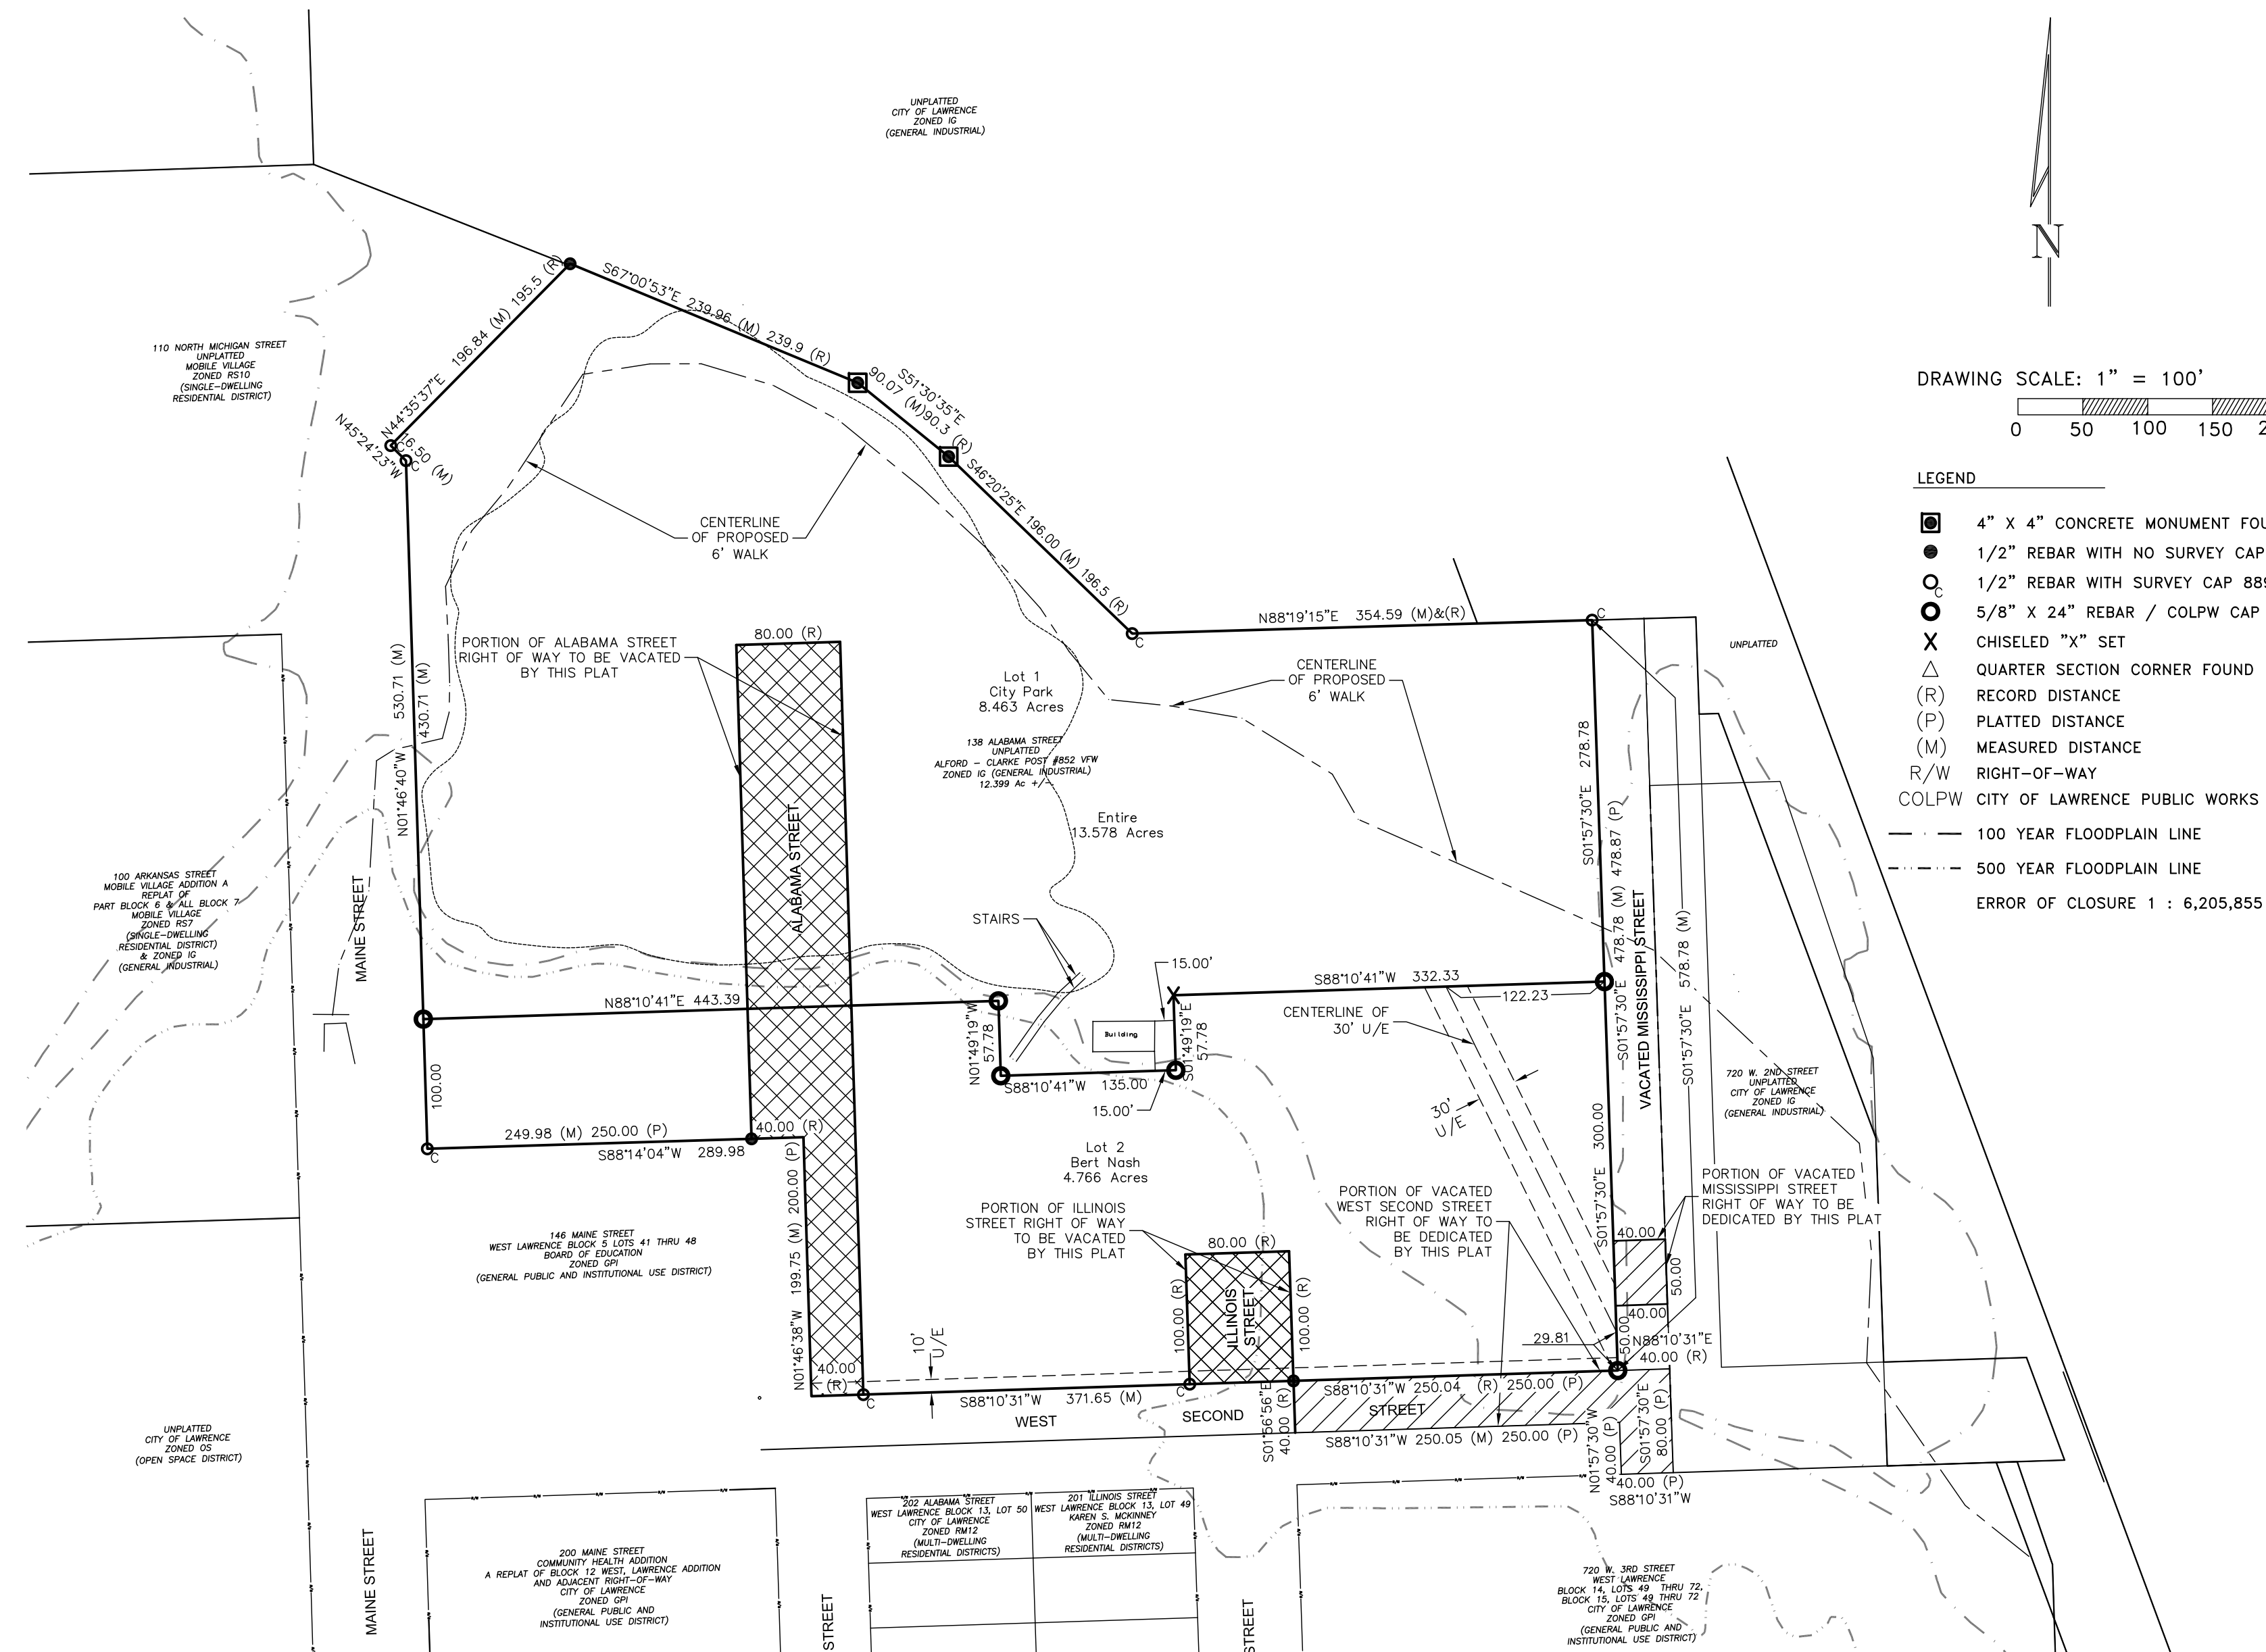 UNPLATTED
CITY OF LAWRENCE
ZONED IG
(GENERAL INDUSTRIAL)
N
110 NORTH MICHIGAN STREET
UNPLATTED
MOBILE VILLAGE
ZONED RS10
(SINGLE-DWELLING
RESIDENTIAL DISTRICT)
N44°35'37"E 196.84 (M) 195.5 (R)
S67°00'53"E 239.96 (M) 239.9 (R)
S51°30'35"E
90.07 (M)90.3 (R)
N45°24'23"W
16.50 (M)
C
C
S46°20'25"E 196.00 (M) 196.5 (R)
C
CENTERLINE
OF PROPOSED
6' WALK
N88°19'15"E 354.59 (M)&(R)
C
UNPLATTED
DRAWING SCALE: 1" = 100'
0 50 100 150 2
LEGEND
4" X 4" CONCRETE MONUMENT FOU
1/2" REBAR WITH NO SURVEY CAP
C
1/2" REBAR WITH SURVEY CAP 889
5/8" X 24" REBAR / COLPW CAP
CHISELED "X" SET
QUARTER SECTION CORNER FOUND
(R) RECORD DISTANCE
(P) PLATTED DISTANCE
(M) MEASURED DISTANCE
R/W RIGHT-OF-WAY
COLPW CITY OF LAWRENCE PUBLIC WORKS
100 YEAR FLOODPLAIN LINE
500 YEAR FLOODPLAIN LINE
ERROR OF CLOSURE 1 : 6,205,855
N01°46'40"W 530.71 (M)
430.71 (M)
PORTION OF ALABAMA STREET
RIGHT OF WAY TO BE VACATED
BY THIS PLAT
80.00 (R)
ALABAMA STREET
Lot 1
City Park
8.463 Acres
138 ALABAMA STREET
UNPLATTED
ALFORD - CLARKE POST #852 VFW
ZONED IG (GENERAL INDUSTRIAL)
12.399 Ac +/-
Entire
13.578 Acres
CENTERLINE
OF PROPOSED
6' WALK
S01°57'30"E 278.78
S01°57'30"E 478.78 (M) 478.87 (P)
VACATED MISSISSIPPI STREET
S01°57'30"E 578.78 (M)
100 ARKANSAS STREET
MOBILE VILLAGE ADDITION A
REPLAT OF
PART BLOCK 6 & ALL BLOCK 7
MOBILE VILLAGE
ZONED RS7
(SINGLE-DWELLING
RESIDENTIAL DISTRICT)
& ZONED IG
(GENERAL INDUSTRIAL)
MAINE STREET
STAIRS
15.00'
N88°10'41"E 443.39
S88°10'41"W 332.33
122.23
N01°49'19"W
57.78
Building
S01°49'19"E
57.78
S88°10'41"W 135.00
15.00'
CENTERLINE OF
30' U/E
30'
U/E
100.00
C
249.98 (M) 250.00 (P)
S88°14'04"W 289.98
40.00 (R)
N01°46'38"W 199.75 (M) 200.00 (P)
Lot 2
Bert Nash
4.766 Acres
720 W. 2ND STREET
UNPLATTED
CITY OF LAWRENCE
ZONED IG
(GENERAL INDUSTRIAL)
S01°57'30"E 300.00
PORTION OF VACATED
MISSISSIPPI STREET
RIGHT OF WAY TO BE
DEDICATED BY THIS PLAT
PORTION OF VACATED
WEST SECOND STREET
RIGHT OF WAY TO
BE DEDICATED
BY THIS PLAT
PORTION OF ILLINOIS
STREET RIGHT OF WAY
TO BE VACATED
BY THIS PLAT
146 MAINE STREET
WEST LAWRENCE BLOCK 5 LOTS 41 THRU 48
BOARD OF EDUCATION
ZONED GPI
(GENERAL PUBLIC AND INSTITUTIONAL USE DISTRICT)
80.00 (R)
100.00 (R)
ILLINOIS
STREET
100.00 (R)
40.00
50.00
40.00
50.00
29.81
N88°10'31"E
40.00 (R)
10'
U/E
40.00
(R)
C
S88°10'31"W 371.65 (M)
C
S88°10'31"W 250.04 (R) 250.00 (P)
WEST SECOND STREET
S01°56'56"E
40.00 (R)
S88°10'31"W 250.05 (M) 250.00 (P)
N01°57'30"W
40.00 (P)
S01°57'30"E
80.00 (P)
40.00 (P)
S88°10'31"W
UNPLATTED
CITY OF LAWRENCE
ZONED OS
(OPEN SPACE DISTRICT)
MAINE STREET
200 MAINE STREET
COMMUNITY HEALTH ADDITION
A REPLAT OF BLOCK 12 WEST, LAWRENCE ADDITION
AND ADJACENT RIGHT-OF-WAY
CITY OF LAWRENCE
ZONED GPI
(GENERAL PUBLIC AND
INSTITUTIONAL USE DISTRICT)
STREET
202 ALABAMA STREET
WEST LAWRENCE BLOCK 13, LOT 50
CITY OF LAWRENCE
ZONED RM12
(MULTI-DWELLING
RESIDENTIAL DISTRICTS)
201 ILLINOIS STREET
WEST LAWRENCE BLOCK 13, LOT 49
KAREN S. MCKINNEY
ZONED RM12
(MULTI-DWELLING
RESIDENTIAL DISTRICTS)
STREET
720 W. 3RD STREET
WEST LAWRENCE
BLOCK 14, LOTS 49 THRU 72,
BLOCK 15, LOTS 49 THRU 72
CITY OF LAWRENCE
ZONED GPI
(GENERAL PUBLIC AND
INSTITUTIONAL USE DISTRICT)